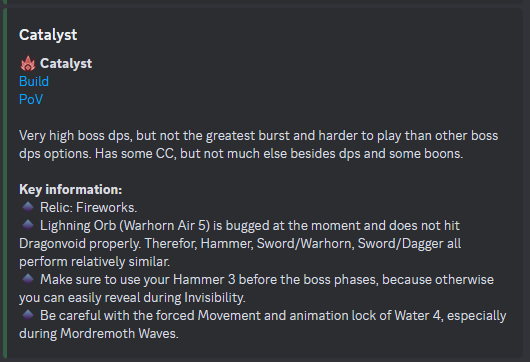 Catalyst
Catalyst
Build
PoV
Very high boss dps, but not the greatest burst and harder to play than other boss
dps options. Has some CC, but not much else besides dps and some boons.
Key information:
Relic: Fireworks.
Lighning Orb (Warhorn Air 5) is bugged at the moment and does not hit
Dragonvoid properly. Therefor, Hammer, Sword/Warhorn, Sword/Dagger all
perform relatively similar.
Make sure to use your Hammer 3 before the boss phases, because otherwise
you can easily reveal during Invisibility.
Be careful with the forced Movement and animation lock of Water 4, especially
during Mordremoth Waves.